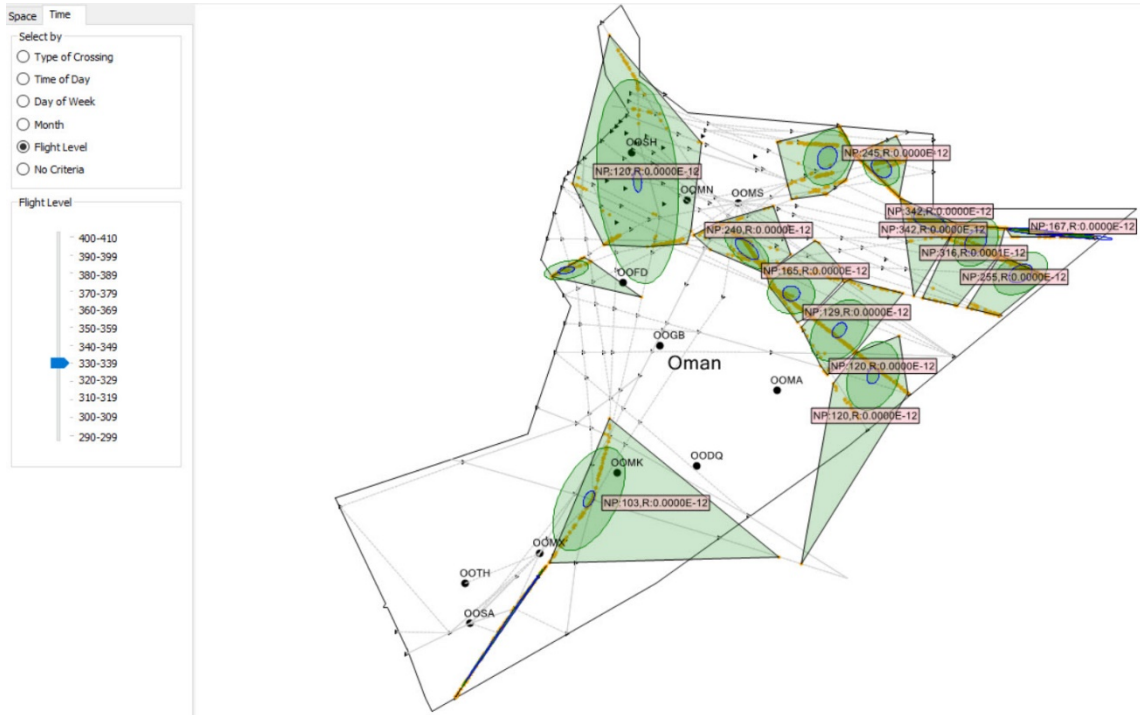 Space Time
Select by
Type of Crossing
Time of Day
Day of Week
Month
Flight Level
No Criteria
Flight Level
400-410
390-399
380-389
370-379
360-369
350-359
340-349
330-339
320-329
310-319
300-309
290-299
OOSH
NP:245,R:0.0000E-12
NP:120,R:0.0000E-12
OOMN
OOMS
NP:342,R:0.0000E-12
NP:167,R:0.0000E-12
NP:240,R:0.0000E-12
NP:342,R:0.0000E-12
NP:316,R:0.0001E-12
NP:165,R:0.0000E-12
NP:255,R:0.0000E-12
OOFD
NP:129,R:0.0000E-12
OOGB
Oman
NP:120,R:0.0000E-12
OOMA
NP:120,R:0.0000E-12
OODQ
OOMK
NP:103,R:0.0000E-12
OOMX
OOTH
OOSA